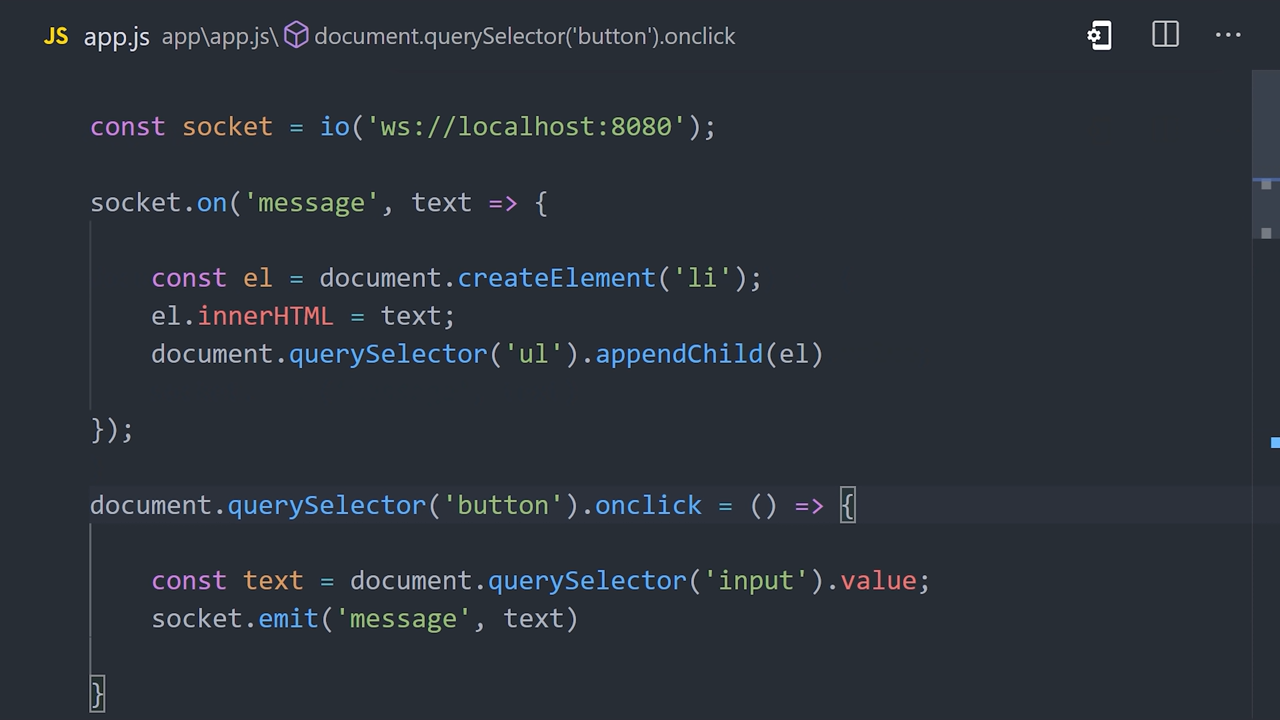 JS app.js app\app.js\ document.querySelector('button').onclick
const socket = io('ws://localhost:8080');
socket.on('message', text => {
const el = document.createElement('li');
el.innerHTML = text;
document.querySelector('ul').appendChild(el)
});
document.querySelector('button').onclick = () => {
const text = document.querySelector('input').value;
socket.emit('message', text)
}